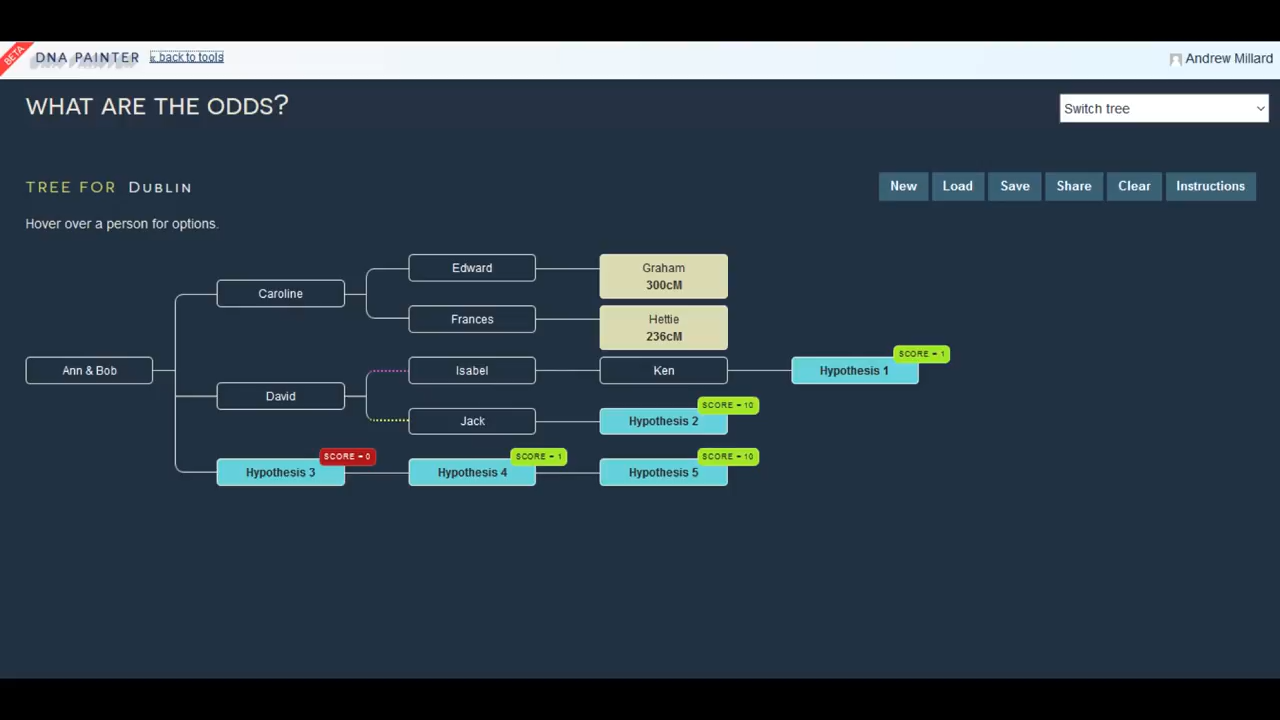 BETA
DNA PAINTER
« back to tools
Andrew Millard
WHAT ARE THE ODDS?
Switch tree
TREE FOR DUBLIN
New
Load
Save
Share
Clear
Instructions
Hover over a person for options.
Edward
Graham
300cM
Caroline
Frances
Hettie
236cM
SCORE = 1
Ann & Bob
Isabel
Ken
Hypothesis 1
David
SCORE = 10
Jack
Hypothesis 2
SCORE = 0
SCORE = 1
SCORE = 10
Hypothesis 3
Hypothesis 4
Hypothesis 5